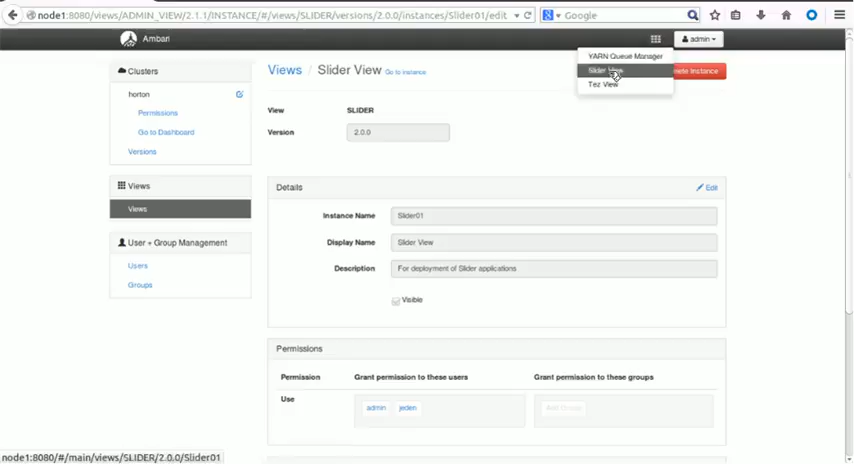 node1:8080/views/ADMIN_VIEW/2.1.1/INSTANCE/#/views/SLIDER/versions/2.0.0/instances/Slider01/edit
Google
Ambari
admin
YARN Queue Manager
Slider View
Tez View
Delete Instance
Clusters
horton
Permissions
Go to Dashboard
Versions
Views
Views
User + Group Management
Users
Groups
Views / Slider View Go to instance
View SLIDER
Version 2.0.0
Details Edit
Instance Name Slider01
Display Name Slider View
Description For deployment of Slider applications
Visible
Permissions
Permission Grant permission to these users Grant permission to these groups
Use admin jeden Add Group
node1:8080/#/main/views/SLIDER/2.0.0/Slider01